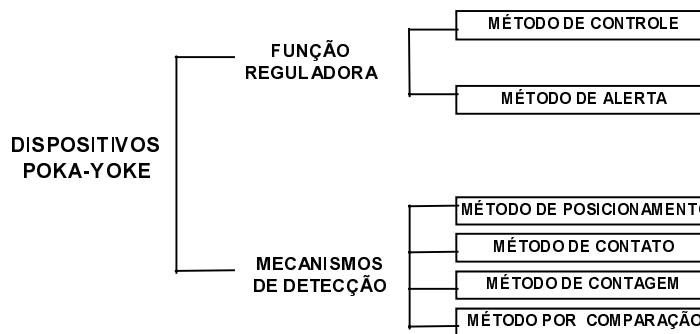 MÉTODO DE CONTROLE
FUNÇÃO
REGULADORA
MÉTODO DE ALERTA
DISPOSITIVOS
POKA-YOKE
MÉTODO DE POSICIONAMENTO
MÉTODO DE CONTATO
MECANISMOS
DE DETECÇÃO
MÉTODO DE CONTAGEM
MÉTODO POR COMPARAÇÃO